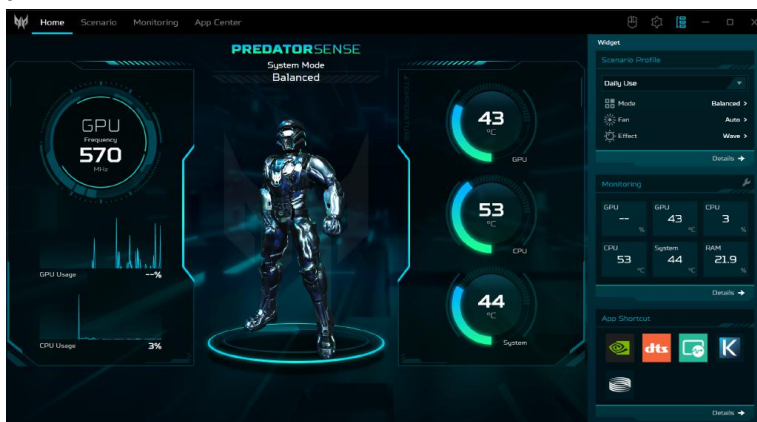 Home Scenario Monitoring App Center
PREDATORSENSE
System Mode
Balanced
GPU
Frequency
570
MHz
GPU Usage --%
CPU Usage 3%
43
°C
GPU
53
°C
CPU
44
°C
System
Widget
Scenario Profile
Daily Use
Mode Balanced >
Fan Auto >
Effect Wave >
Details →
Monitoring
GPU
--
%
GPU
43
°C
CPU
3
%
CPU
53
°C
System
44
°C
RAM
21.9
%
Details →
App Shortcut
dts
K
Details →